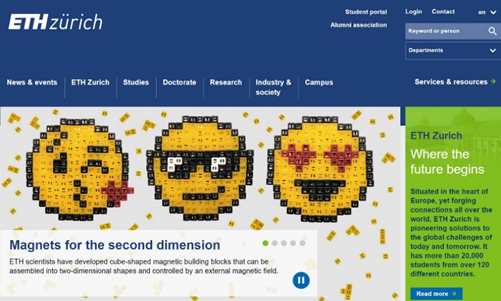 ETH zürich
Student portal
Alumni association
Login
Contact
en
Keyword or person
Departments
News & events
ETH Zurich
Studies
Doctorate
Research
Industry &
society
Campus
Services & resources
Magnets for the second dimension
ETH scientists have developed cube-shaped magnetic building blocks that can be
assembled into two-dimensional shapes and controlled by an external magnetic field.
ETH Zurich
Where the
future begins
Situated in the heart of
Europe, yet forging
connections all over the
world, ETH Zurich is
pioneering solutions to
the global challenges of
today and tomorrow. It
has more than 20,000
students from over 120
different countries.
Read more